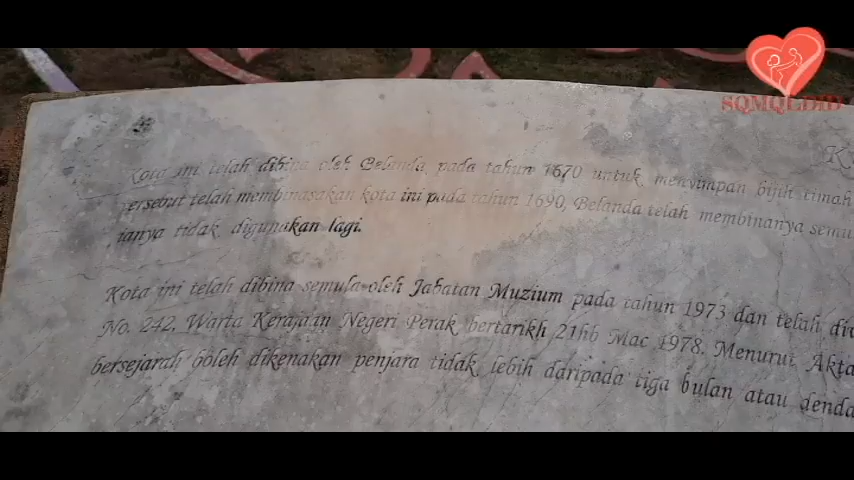 SQMQLDIB
K
Kota ini telah dibina oleh Belanda pada tahun 1670 untuk menyimpan bijih timah
tersebut telah membinasakan kota ini pada tahun 1690, Belanda telah membinanya semu
ianya tidak digunakan lagi.
Kota ini telah dibina semula oleh Jabatan Muzium pada tahun 1973 dan telah di
No. 242, Warta Kerajaan Negeri Perak bertarikh 21hb Mac 1978. Menurut Akta
bersejarah boleh dikenakan penjara tidak lebih daripada tiga bulan atau denda